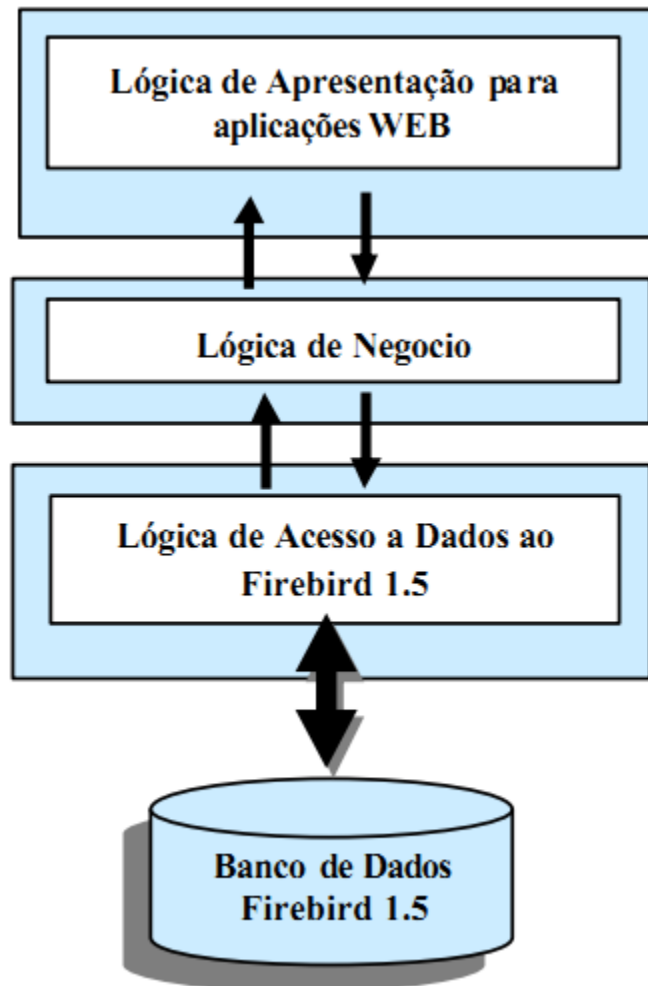 Lógica de Apresentação para
aplicações WEB
Lógica de Negocio
Lógica de Acesso a Dados ao
Firebird 1.5
Banco de Dados
Firebird 1.5